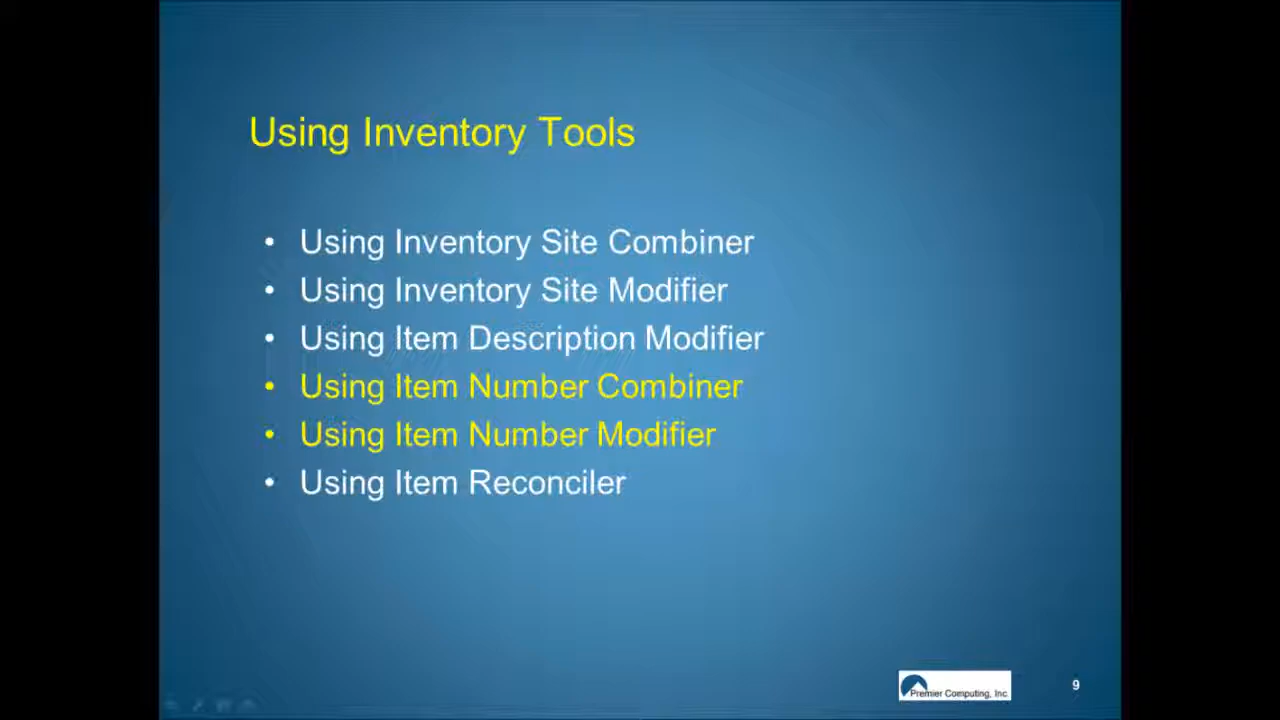 Using Inventory Tools
• Using Inventory Site Combiner
• Using Inventory Site Modifier
• Using Item Description Modifier
• Using Item Number Combiner
• Using Item Number Modifier
• Using Item Reconciler
Premier Computing, Inc.
9